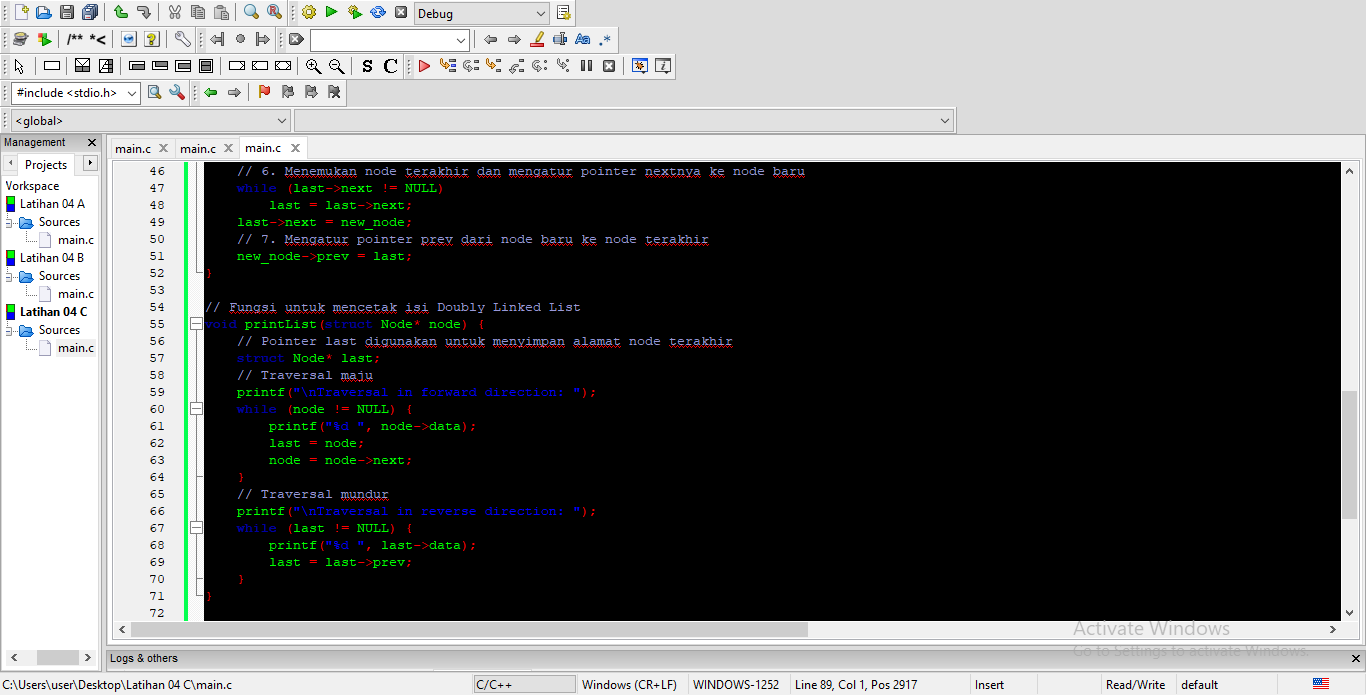 Debug
/** *<
S C
Aa .*
#include <stdio.h>
<global>
Management
Projects
Workspace
Latihan 04 A
Sources
main.c
Latihan 04 B
Sources
main.c
Latihan 04 C
Sources
main.c
main.c main.c main.c
46 // 6. Menemukan node terakhir dan mengatur pointer nextnya ke node baru
47 while (last->next != NULL)
48 last = last->next;
49 last->next = new_node;
50 // 7. Mengatur pointer prev dari node baru ke node terakhir
51 new_node->prev = last;
52 }
53
54 // Fungsi untuk mencetak isi Doubly Linked List
55 void printList(struct Node* node) {
56 // Pointer last digunakan untuk menyimpan alamat node terakhir
57 struct Node* last;
58 // Traversal maju
59 printf("\nTraversal in forward direction: ");
60 while (node != NULL) {
61 printf("%d ", node->data);
62 last = node;
63 node = node->next;
64 }
65 // Traversal mundur
66 printf("\nTraversal in reverse direction: ");
67 while (last != NULL) {
68 printf("%d ", last->data);
69 last = last->prev;
70 }
71 }
72
Activate Windows
Go to Settings to activate Windows.
Logs & others
C:\Users\user\Desktop\Latihan 04 C\main.c C/C++ Windows (CR+LF) WINDOWS-1252 Line 89, Col 1, Pos 2917 Insert Read/Write default